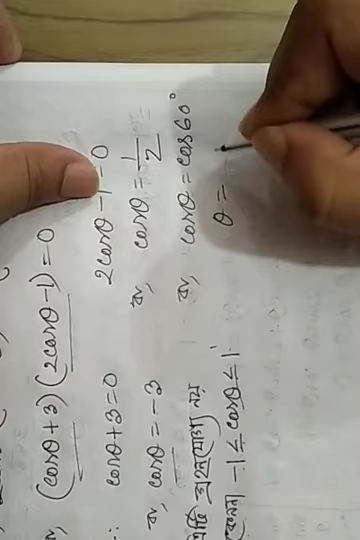 (cosθ + 3) (2cosθ − 1) = 0
∴ cosθ + 3 = 0
বা, cosθ = −3
গ্রহণযোগ্য নয়
কেননা −1 ≤ cosθ ≤ 1
2cosθ − 1 = 0
বা, cosθ = 1/2
বা, cosθ = cos60°
θ =